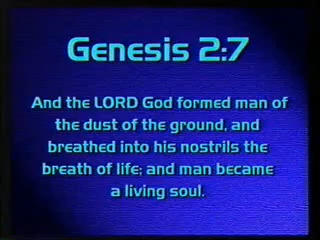 Genesis 2:7
And the LORD God formed man of
the dust of the ground, and
breathed into his nostrils the
breath of life; and man became
a living soul.